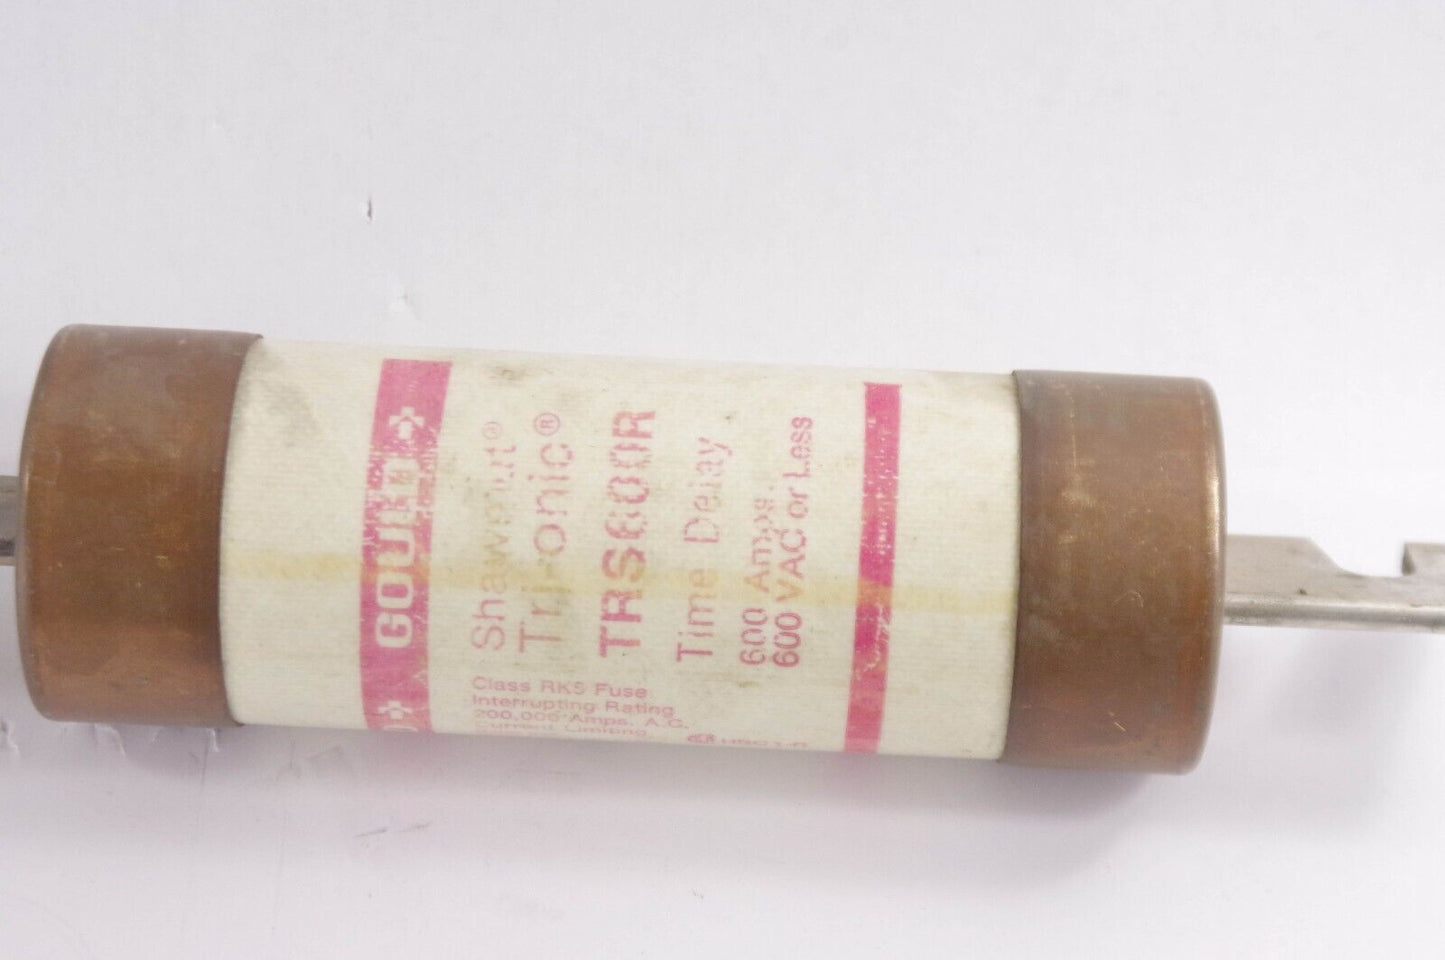 GOULD
Shawmut®
Tri-onic®
TRS600R
Time Delay
600 Amps.
600 VAC or Less
Class RK5 Fuse
Interrupting Rating
200,000 Amps. A.C.
Current Limiting